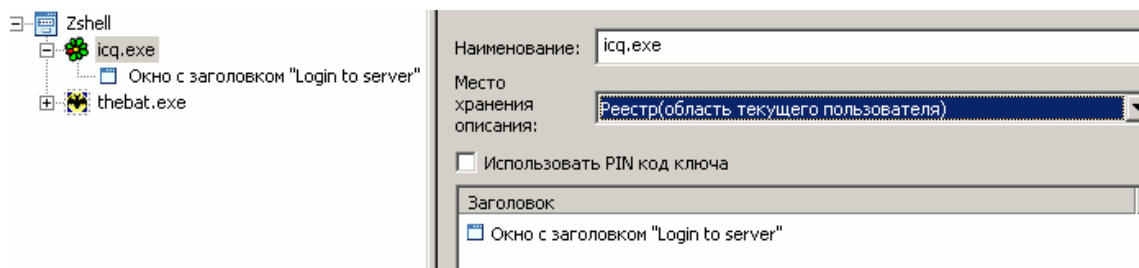 Zshell
icq.exe
Окно с заголовком "Login to server"
thebat.exe
Наименование: icq.exe
Место
хранения
описания:
Реестр(область текущего пользователя)
Использовать PIN код ключа
Заголовок
Окно с заголовком "Login to server"